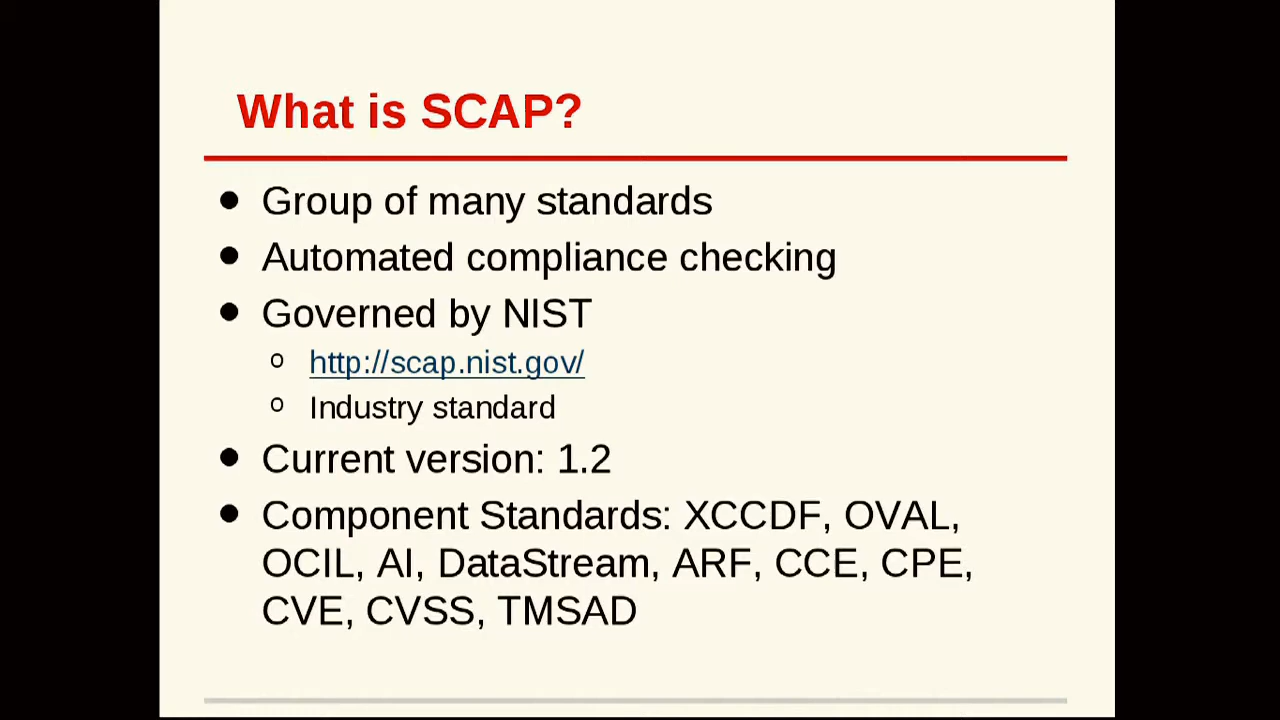 What is SCAP?
Group of many standards
Automated compliance checking
Governed by NIST
http://scap.nist.gov/
Industry standard
Current version: 1.2
Component Standards: XCCDF, OVAL,
OCIL, AI, DataStream, ARF, CCE, CPE,
CVE, CVSS, TMSAD